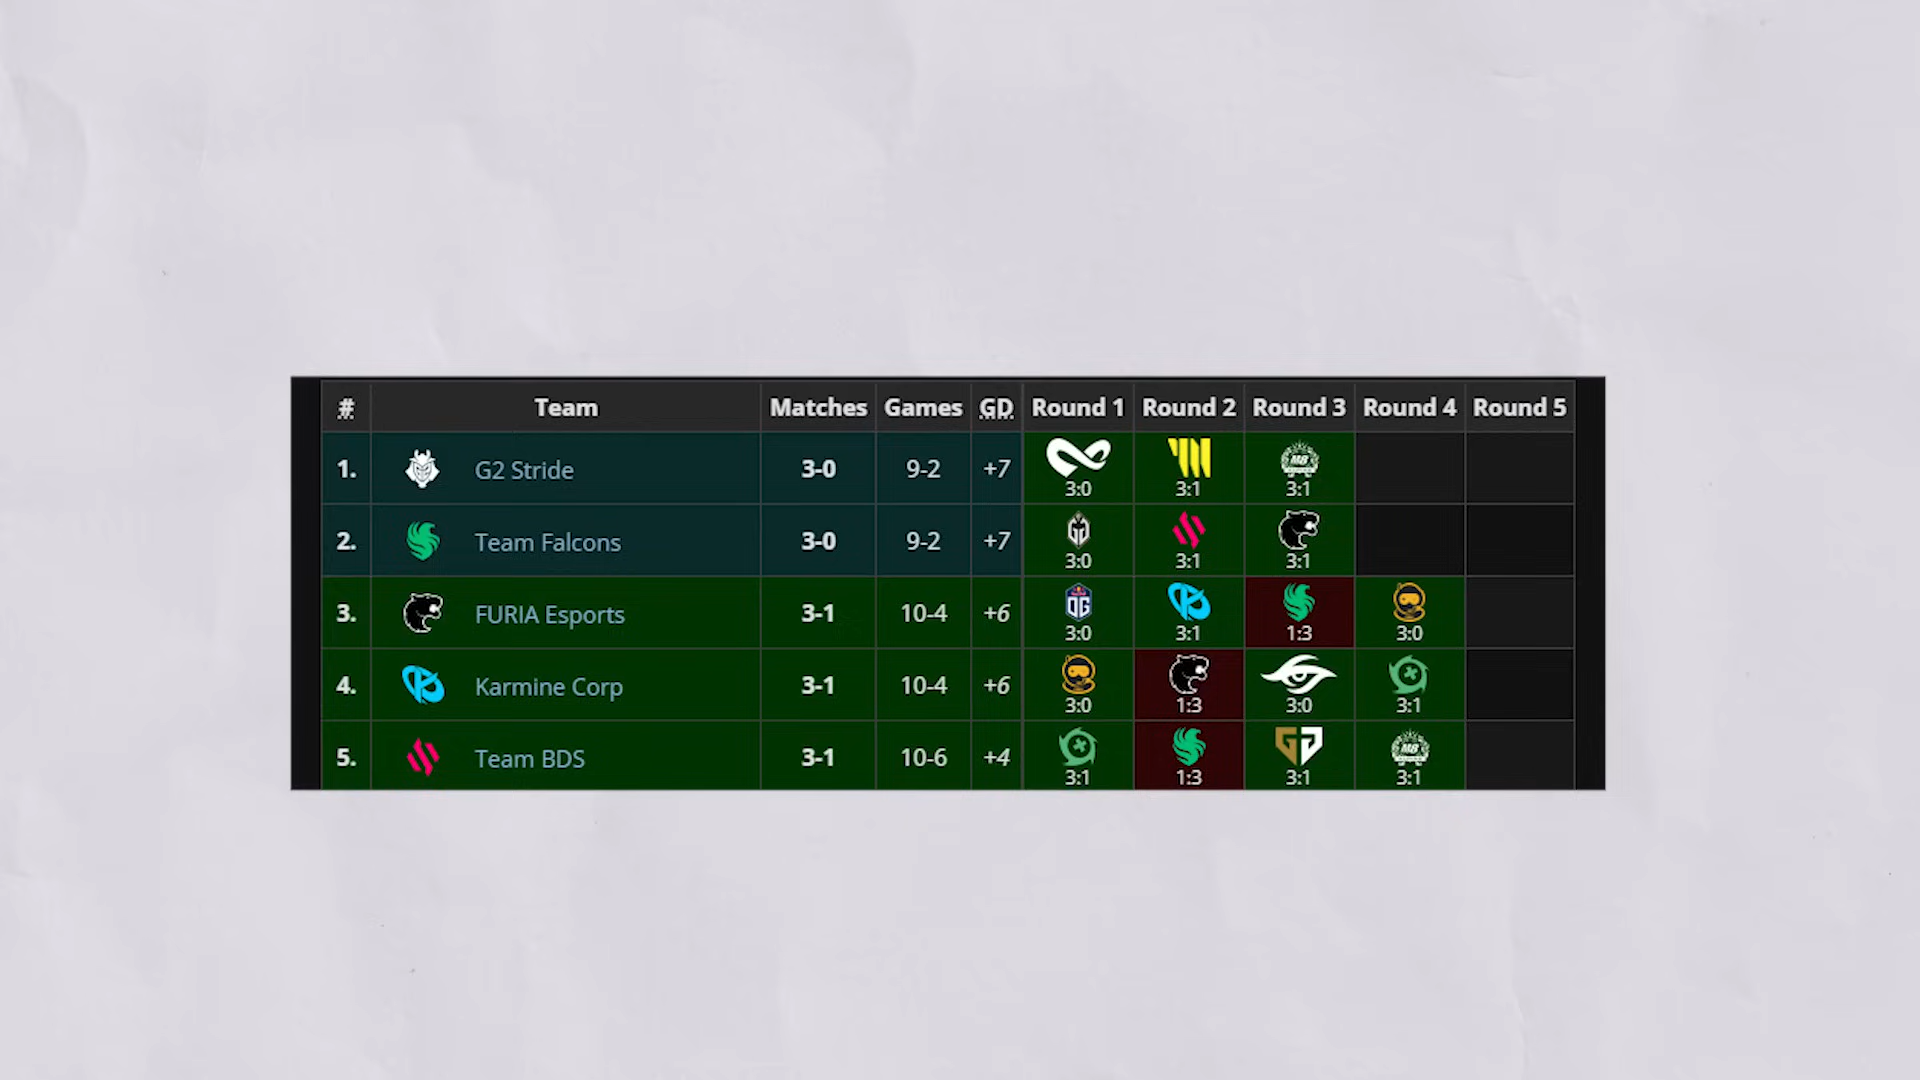 # Team Matches Games GD Round 1 Round 2 Round 3 Round 4 Round 5
1. G2 Stride 3-0 9-2 +7 3:0 3:1 3:1
2. Team Falcons 3-0 9-2 +7 3:0 3:1 3:1
3. FURIA Esports 3-1 10-4 +6 OG 3:0 3:1 1:3 3:0
4. Karmine Corp 3-1 10-4 +6 3:0 1:3 3:0 3:1
5. Team BDS 3-1 10-6 +4 3:1 1:3 3:1 3:1